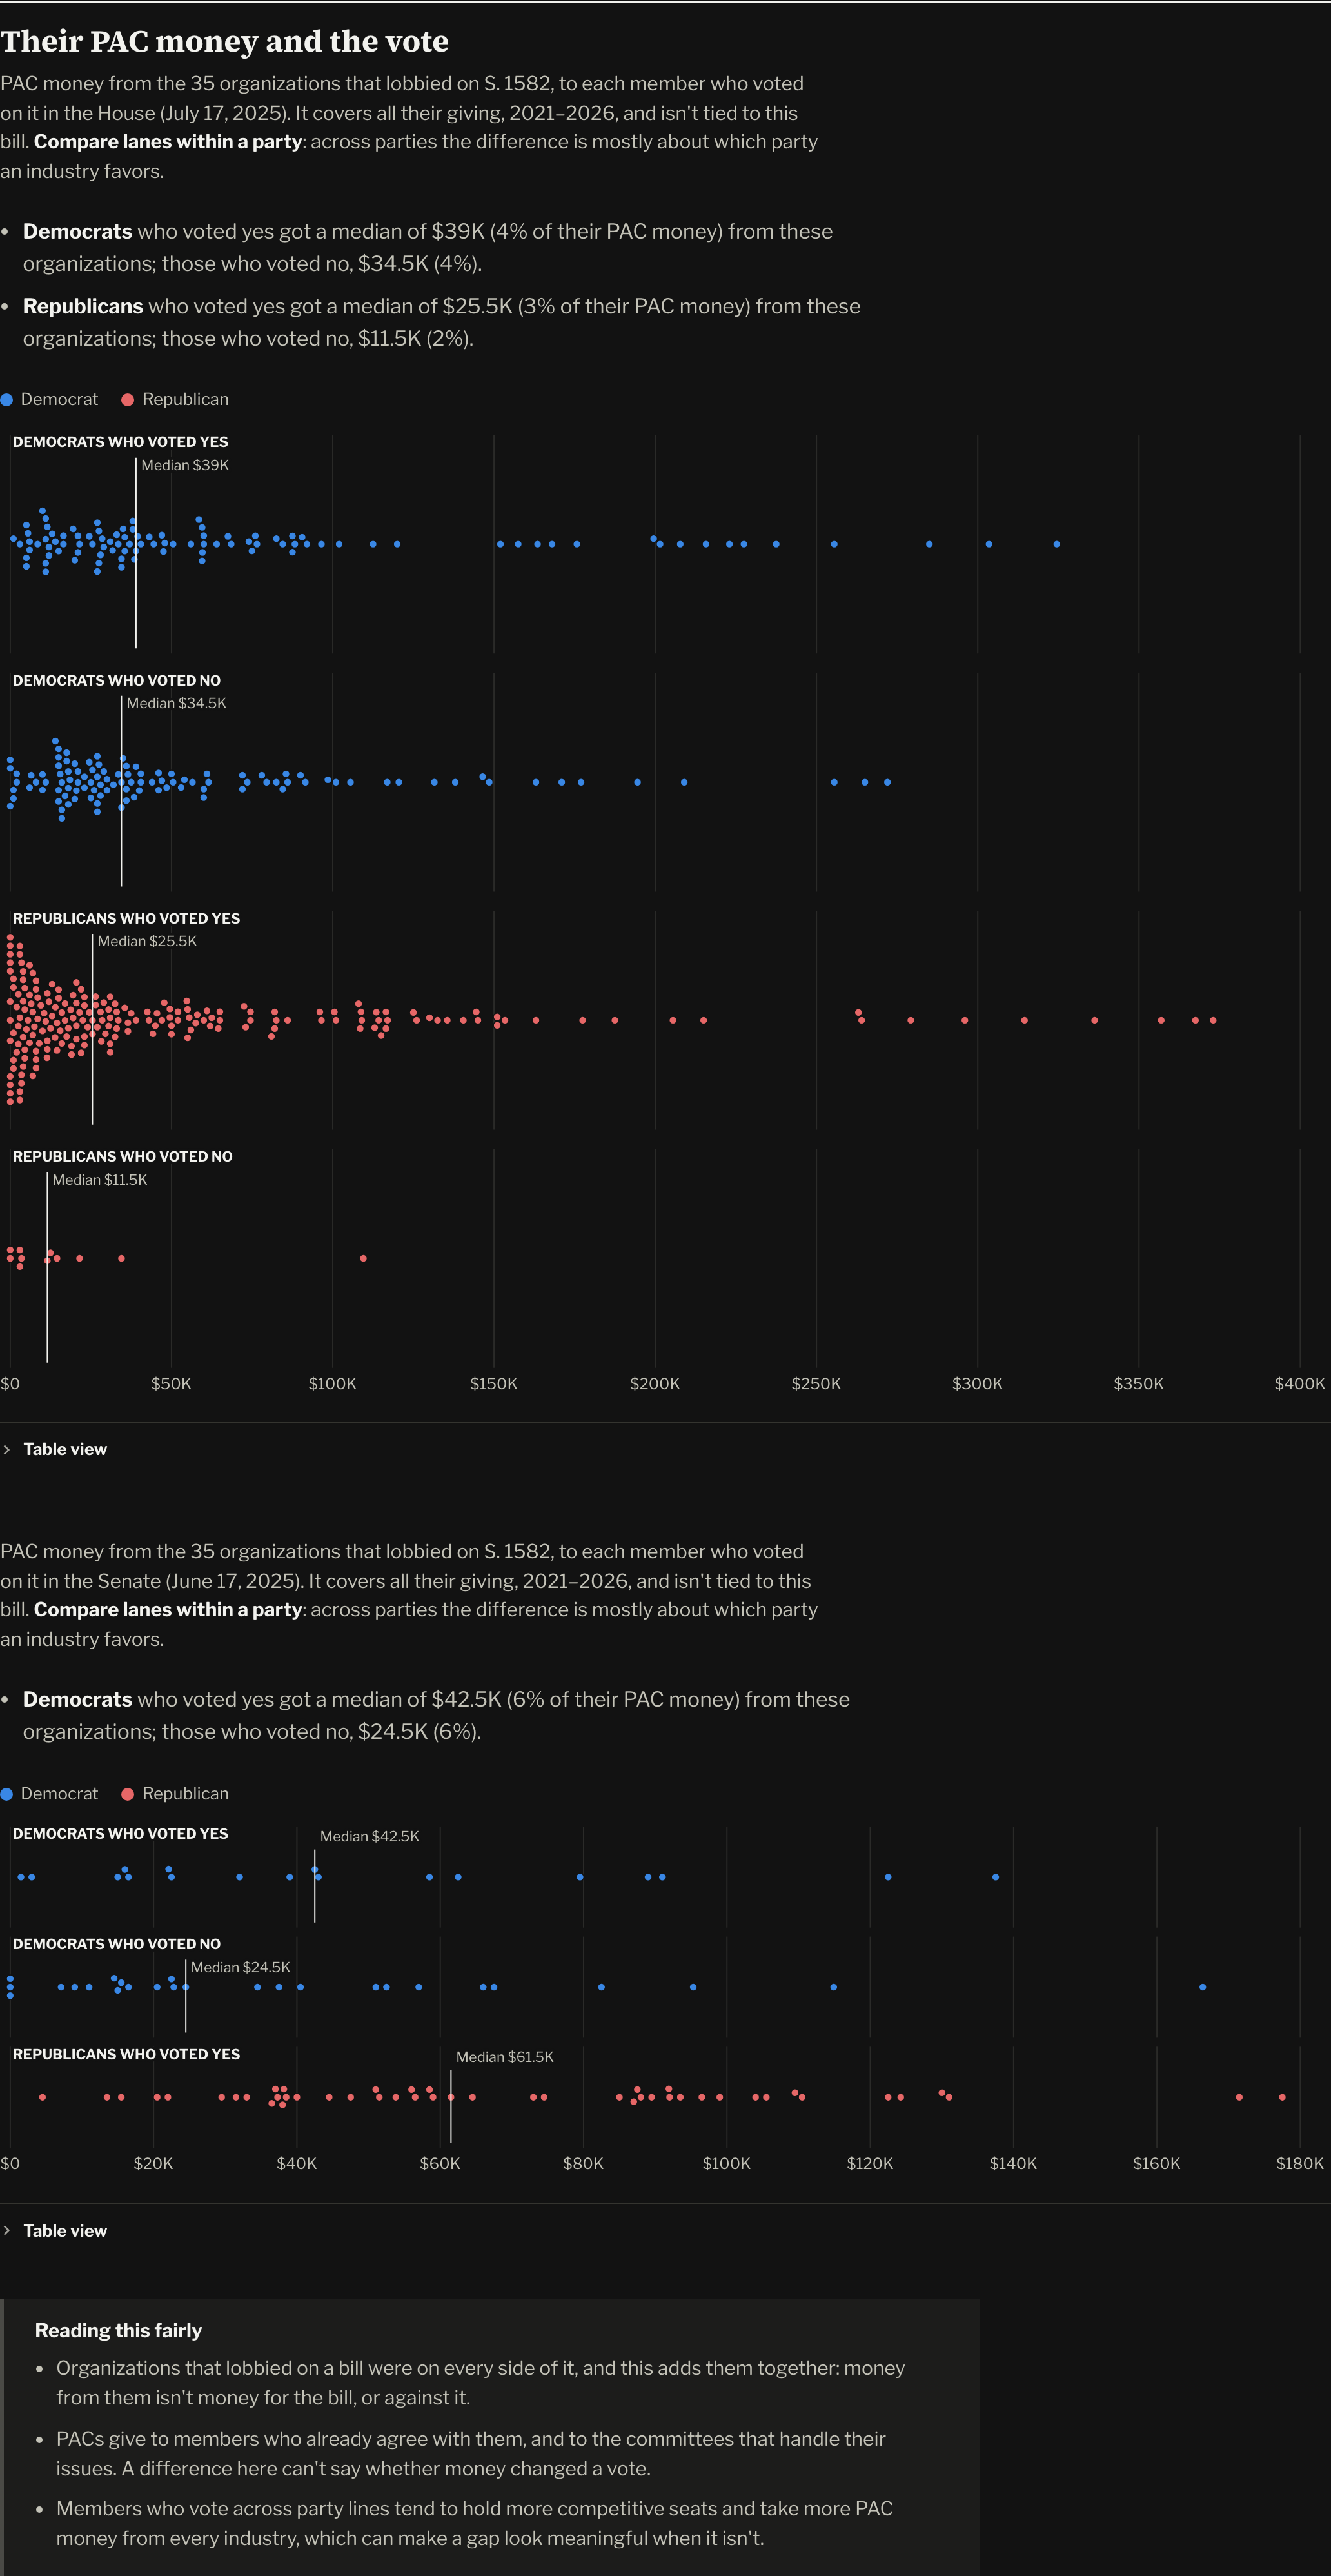 Their PAC money and the vote
PAC money from the 35 organizations that lobbied on S. 1582, to each member who voted
on it in the House (July 17, 2025). It covers all their giving, 2021–2026, and isn't tied to this
bill. Compare lanes within a party: across parties the difference is mostly about which party
an industry favors.
• Democrats who voted yes got a median of $39K (4% of their PAC money) from these
organizations; those who voted no, $34.5K (4%).
• Republicans who voted yes got a median of $25.5K (3% of their PAC money) from these
organizations; those who voted no, $11.5K (2%).
Democrat Republican
DEMOCRATS WHO VOTED YES
Median $39K
DEMOCRATS WHO VOTED NO
Median $34.5K
REPUBLICANS WHO VOTED YES
Median $25.5K
REPUBLICANS WHO VOTED NO
Median $11.5K
$0 $50K $100K $150K $200K $250K $300K $350K $400K
Table view
PAC money from the 35 organizations that lobbied on S. 1582, to each member who voted
on it in the Senate (June 17, 2025). It covers all their giving, 2021–2026, and isn't tied to this
bill. Compare lanes within a party: across parties the difference is mostly about which party
an industry favors.
• Democrats who voted yes got a median of $42.5K (6% of their PAC money) from these
organizations; those who voted no, $24.5K (6%).
Democrat Republican
DEMOCRATS WHO VOTED YES
Median $42.5K
DEMOCRATS WHO VOTED NO
Median $24.5K
REPUBLICANS WHO VOTED YES
Median $61.5K
$0 $20K $40K $60K $80K $100K $120K $140K $160K $180K
Table view
Reading this fairly
• Organizations that lobbied on a bill were on every side of it, and this adds them together: money
from them isn't money for the bill, or against it.
• PACs give to members who already agree with them, and to the committees that handle their
issues. A difference here can't say whether money changed a vote.
• Members who vote across party lines tend to hold more competitive seats and take more PAC
money from every industry, which can make a gap look meaningful when it isn't.